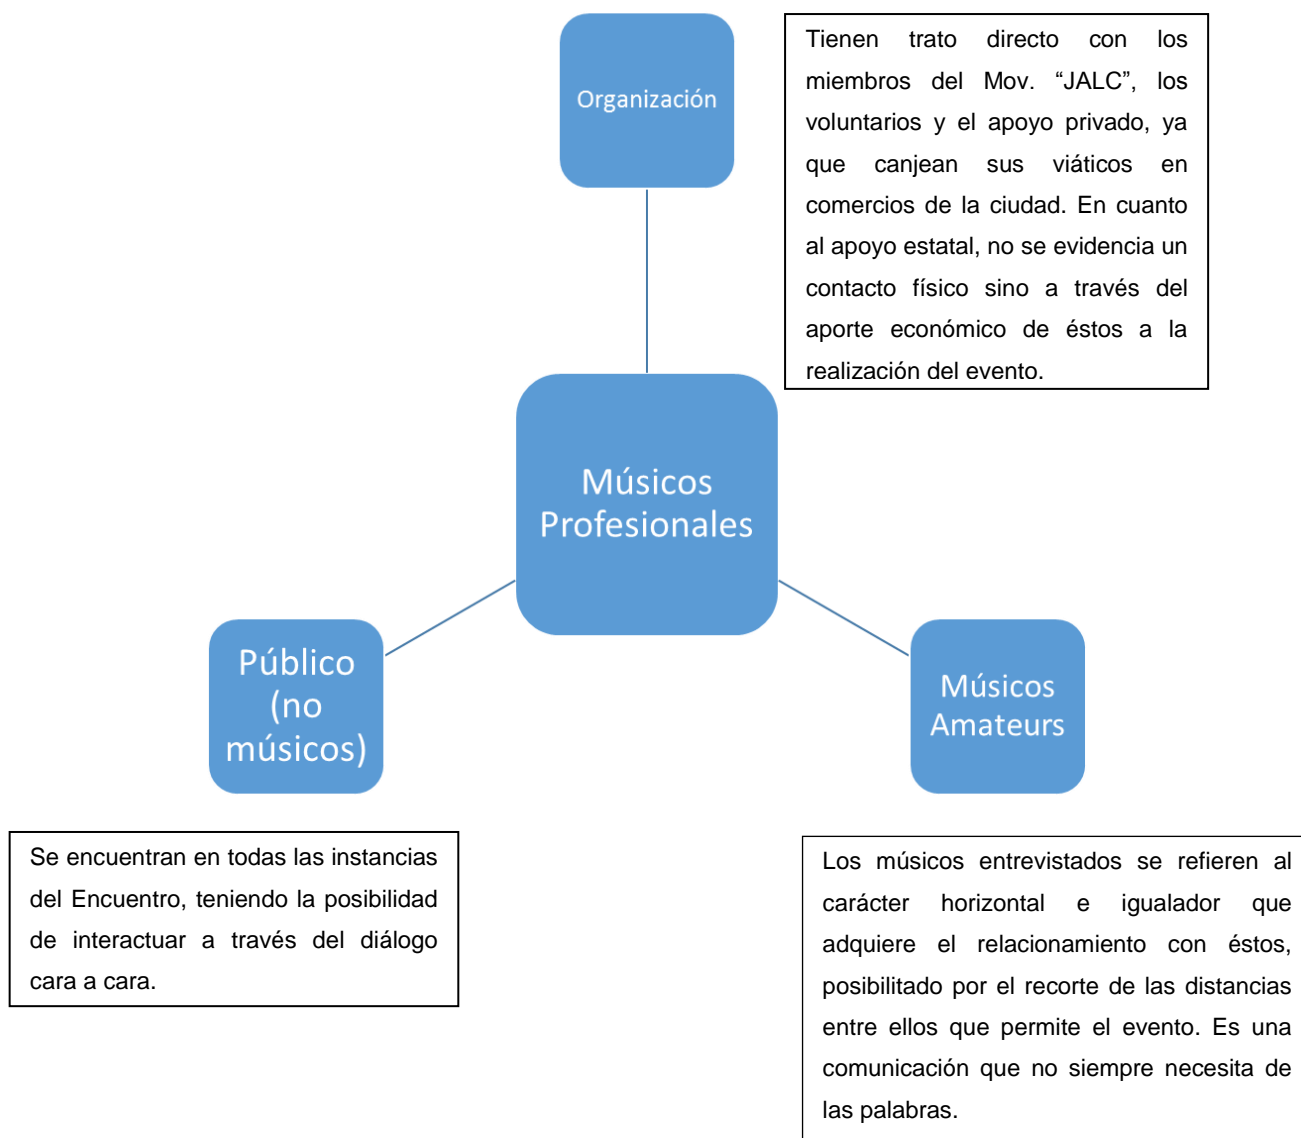 Organización
Tienen trato directo con los
miembros del Mov. “JALC”, los
voluntarios y el apoyo privado, ya
que canjean sus viáticos en
comercios de la ciudad. En cuanto
al apoyo estatal, no se evidencia un
contacto físico sino a través del
aporte económico de éstos a la
realización del evento.
Músicos
Profesionales
Público
(no
músicos)
Músicos
Amateurs
Se encuentran en todas las instancias
del Encuentro, teniendo la posibilidad
de interactuar a través del diálogo
cara a cara.
Los músicos entrevistados se refieren al
carácter horizontal e igualador que
adquiere el relacionamiento con éstos,
posibilitado por el recorte de las distancias
entre ellos que permite el evento. Es una
comunicación que no siempre necesita de
las palabras.